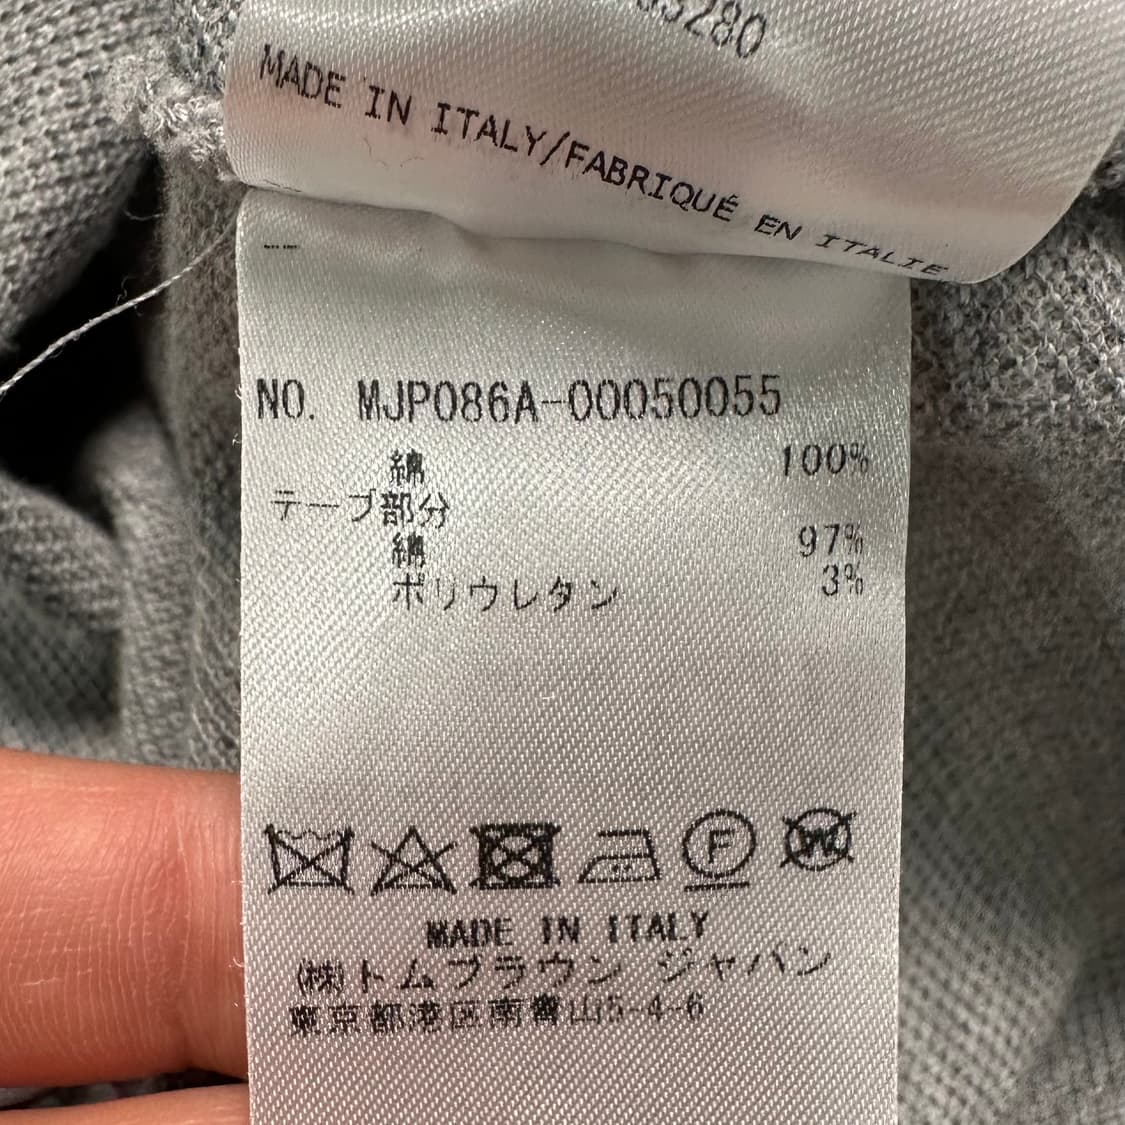 MADE IN ITALY/FABRIQUÉ EN ITALIE
NO. MJP086A-00050055
綿 100%
テープ部分
綿 97%
ポリウレタン 3%
F W
MADE IN ITALY
(株)トムブラウン ジャパン
東京都港区南青山5-4-6